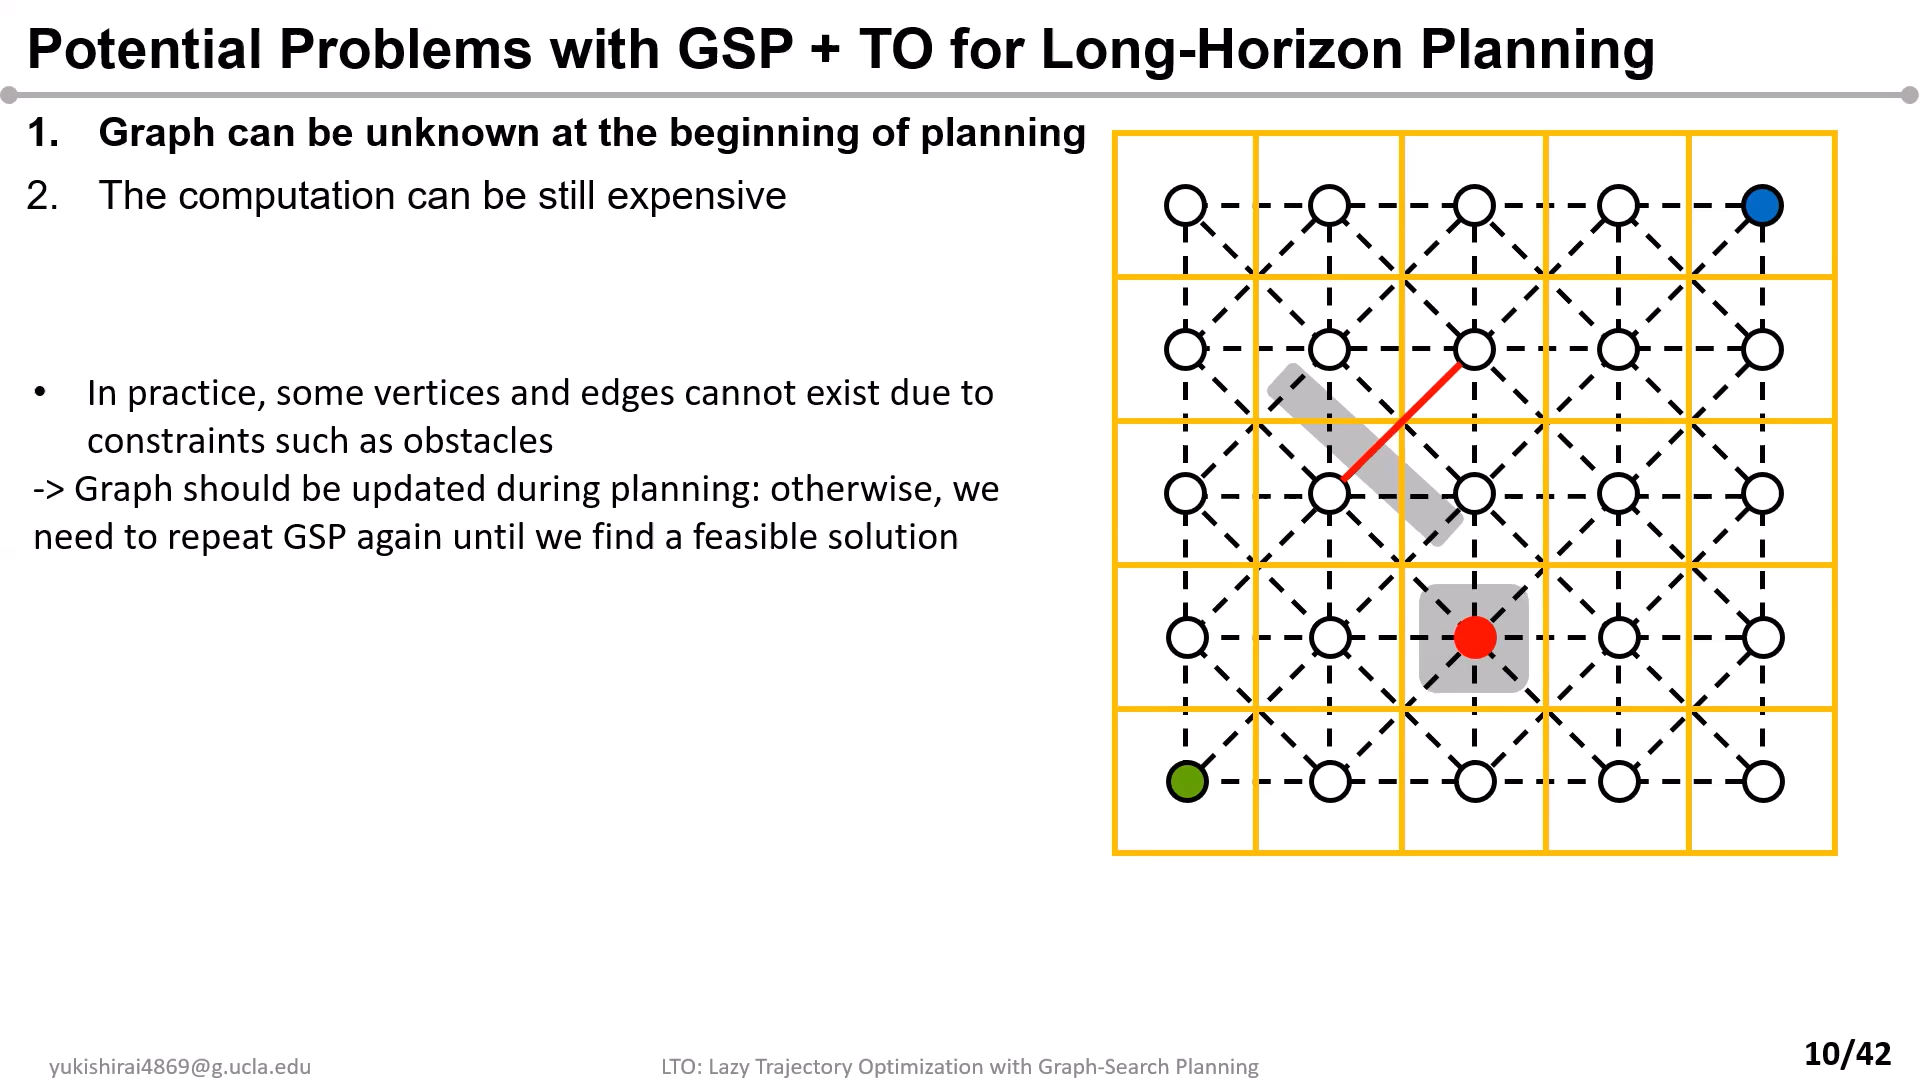 Potential Problems with GSP + TO for Long-Horizon Planning
1. Graph can be unknown at the beginning of planning
2. The computation can be still expensive
• In practice, some vertices and edges cannot exist due to
constraints such as obstacles
-> Graph should be updated during planning: otherwise, we
need to repeat GSP again until we find a feasible solution
yukishirai4869@g.ucla.edu
LTO: Lazy Trajectory Optimization with Graph-Search Planning
10/42